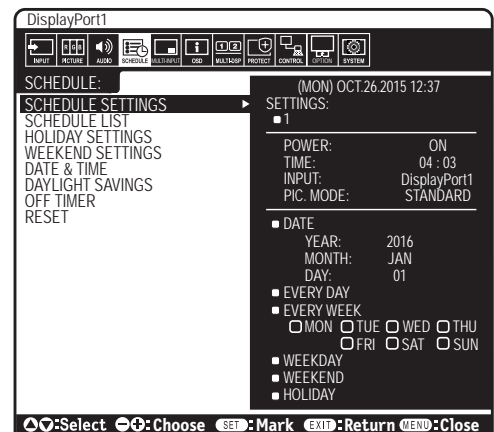 DisplayPort1
INPUT RGB PICTURE AUDIO SCHEDULE MULTI-INPUT OSD 1 2 MULTI-DSP PROTECT CONTROL OPTION SYSTEM
SCHEDULE:
SCHEDULE SETTINGS
SCHEDULE LIST
HOLIDAY SETTINGS
WEEKEND SETTINGS
DATE & TIME
DAYLIGHT SAVINGS
OFF TIMER
RESET
(MON) OCT.26.2015 12:37
SETTINGS:
1
POWER: ON
TIME: 04 : 03
INPUT: DisplayPort1
PIC. MODE: STANDARD
DATE
YEAR: 2016
MONTH: JAN
DAY: 01
EVERY DAY
EVERY WEEK
MON TUE WED THU
FRI SAT SUN
WEEKDAY
WEEKEND
HOLIDAY
:Select :Choose SET:Mark EXIT:Return MENU:Close